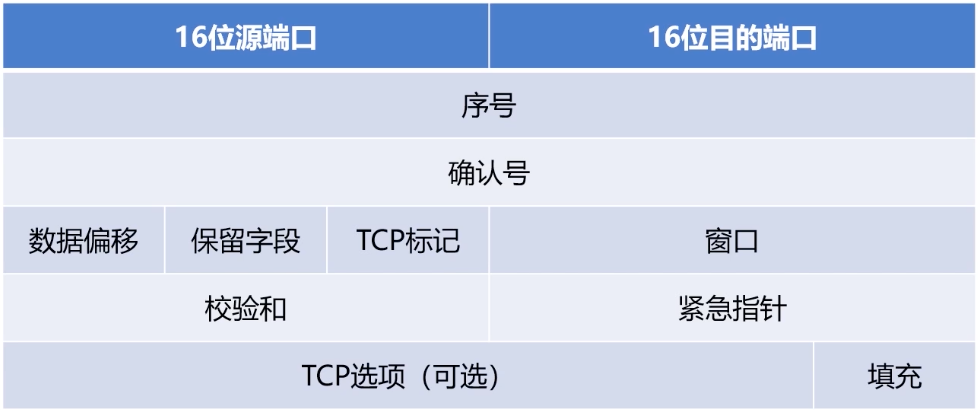 16位源端口 16位目的端口
序号
确认号
数据偏移 保留字段 TCP标记 窗口
校验和 紧急指针
TCP选项（可选） 填充